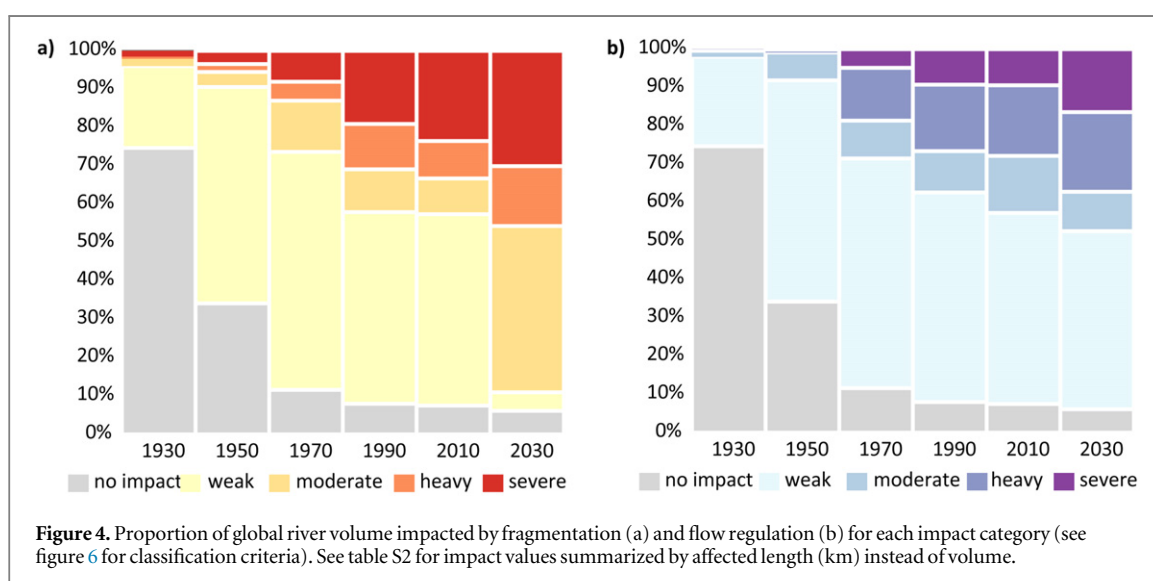 a)
100%
90%
80%
70%
60%
50%
40%
30%
20%
10%
0%
1930 1950 1970 1990 2010 2030
no impact weak moderate heavy severe
b)
100%
90%
80%
70%
60%
50%
40%
30%
20%
10%
0%
1930 1950 1970 1990 2010 2030
no impact weak moderate heavy severe
Figure 4. Proportion of global river volume impacted by fragmentation (a) and flow regulation (b) for each impact category (see
figure 6 for classification criteria). See table S2 for impact values summarized by affected length (km) instead of volume.